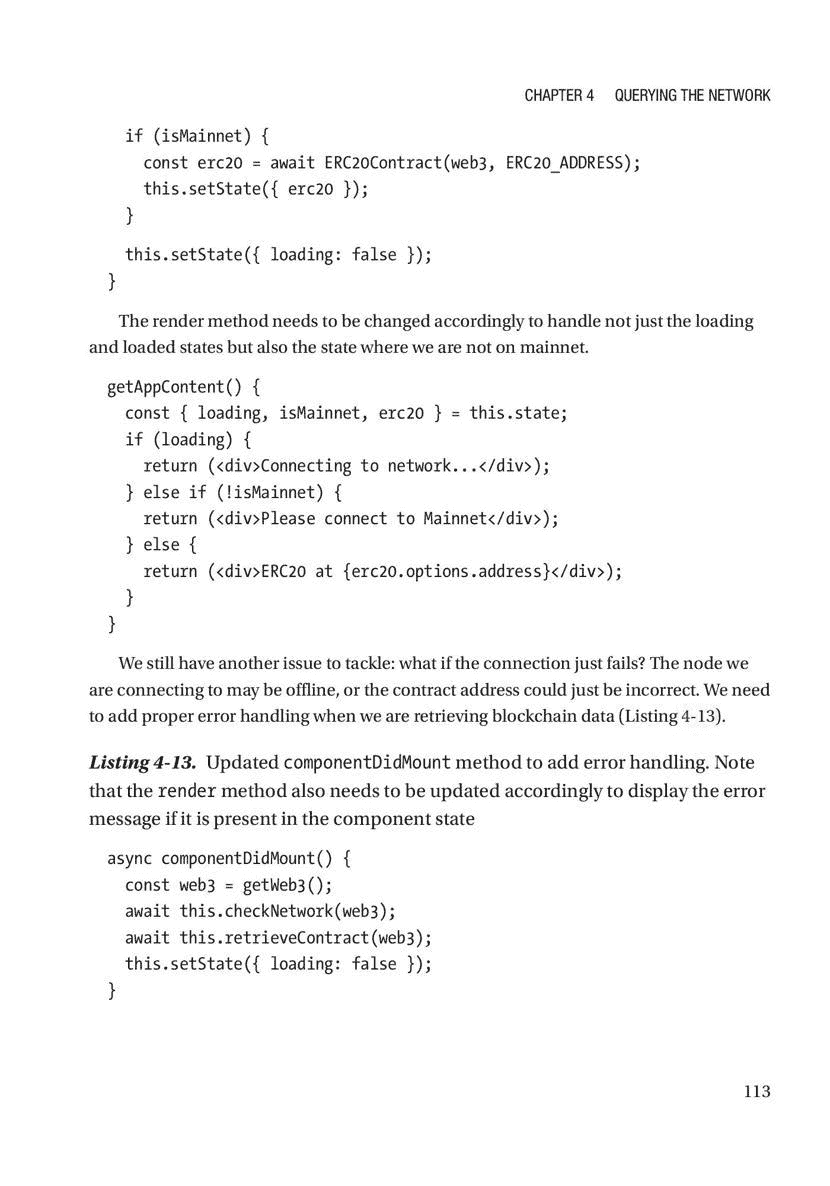 CHAPTER 4 QUERYING THE NETWORK
if (isMainnet) {
const erc20 = await ERC20Contract(web3, ERC20_ADDRESS);
this.setState({ erc20 });
}
this.setState({ loading: false });
}
The render method needs to be changed accordingly to handle not just the loading
and loaded states but also the state where we are not on mainnet.
getAppContent() {
const { loading, isMainnet, erc20 } = this.state;
if (loading) {
return (<div>Connecting to network...</div>);
} else if (!isMainnet) {
return (<div>Please connect to Mainnet</div>);
} else {
return (<div>ERC20 at {erc20.options.address}</div>);
}
}
We still have another issue to tackle: what if the connection just fails? The node we
are connecting to may be offline, or the contract address could just be incorrect. We need
to add proper error handling when we are retrieving blockchain data (Listing 4-13).
Listing 4-13. Updated componentDidMount method to add error handling. Note
that the render method also needs to be updated accordingly to display the error
message if it is present in the component state
async componentDidMount() {
const web3 = getWeb3();
await this.checkNetwork(web3);
await this.retrieveContract(web3);
this.setState({ loading: false });
}
113